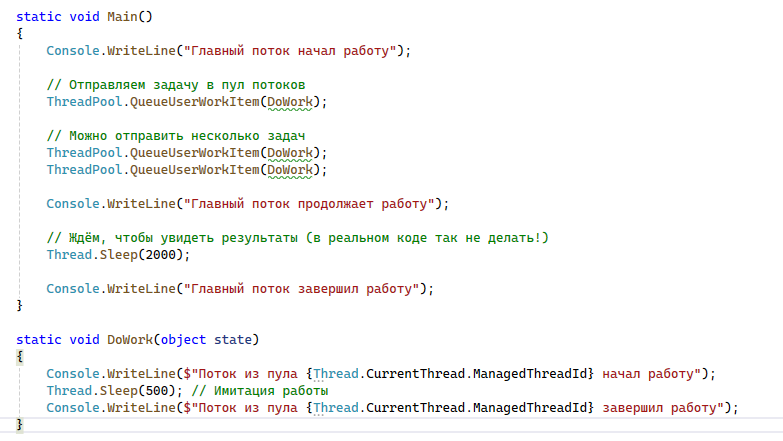 static void Main()
{
    Console.WriteLine("Главный поток начал работу");

    // Отправляем задачу в пул потоков
    ThreadPool.QueueUserWorkItem(DoWork);

    // Можно отправить несколько задач
    ThreadPool.QueueUserWorkItem(DoWork);
    ThreadPool.QueueUserWorkItem(DoWork);

    Console.WriteLine("Главный поток продолжает работу");

    // Ждём, чтобы увидеть результаты (в реальном коде так не делать!)
    Thread.Sleep(2000);

    Console.WriteLine("Главный поток завершил работу");
}

static void DoWork(object state)
{
    Console.WriteLine($"Поток из пула {Thread.CurrentThread.ManagedThreadId} начал работу");
    Thread.Sleep(500); // Имитация работы
    Console.WriteLine($"Поток из пула {Thread.CurrentThread.ManagedThreadId} завершил работу");
}